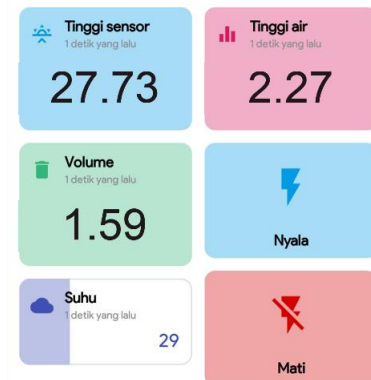 Tinggi sensor
1 detik yang lalu
27.73
Tinggi air
1 detik yang lalu
2.27
Volume
1 detik yang lalu
1.59
Nyala
Suhu
1 detik yang lalu
29
Mati